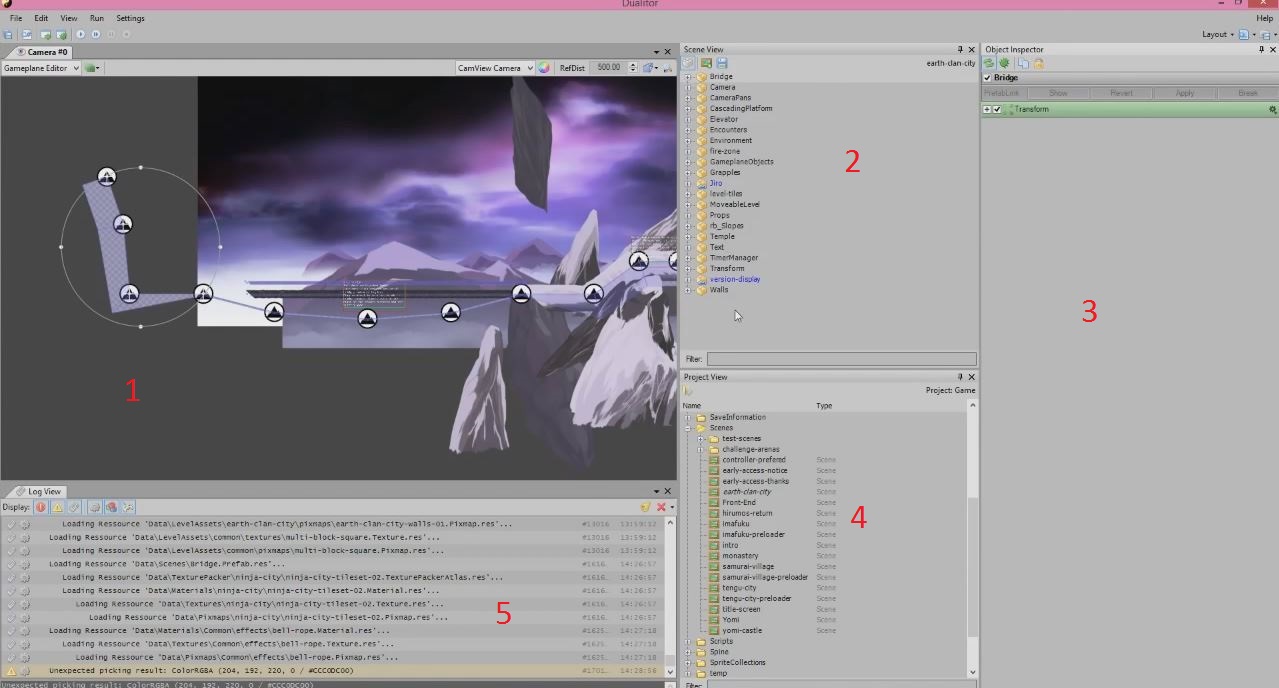 Dualitor
File Edit View Run Settings
Help
Layout
Camera #0
Gameplane Editor
CamView Camera
RefDist 500.00
1
Log View
Display:
Loading Ressource 'Data\LevelAssets\earth-clan-city\pixmaps\earth-clan-city-walls-01.Pixmap.res'... #13016 13:59:12
Loading Ressource 'Data\LevelAssets\common\textures\multi-block-square.Texture.res'... #13016 13:59:12
Loading Ressource 'Data\LevelAssets\common\pixmaps\multi-block-square.Pixmap.res'... #13016 13:59:12
Loading Ressource 'Data\Scenes\Bridge.Prefab.res'... #1616... 14:26:57
Loading Ressource 'Data\TexturePacker\ninja-city\ninja-city-tileset-02.TexturePackerAtlas.res'... #1616... 14:26:57
Loading Ressource 'Data\Materials\ninja-city\ninja-city-tileset-02.Material.res'... #1616... 14:26:57
Loading Ressource 'Data\Textures\ninja-city\ninja-city-tileset-02.Texture.res'... #1616... 14:26:57
Loading Ressource 'Data\Pixmaps\ninja-city\ninja-city-tileset-02.Pixmap.res'... #1616... 14:26:57
Loading Ressource 'Data\Materials\Common\effects\bell-rope.Material.res'... #1625... 14:27:18
Loading Ressource 'Data\Textures\Common\effects\bell-rope.Texture.res'... #1625... 14:27:18
Loading Ressource 'Data\Pixmaps\Common\effects\bell-rope.Pixmap.res'... #1625... 14:27:18
Unexpected picking result: ColorRGBA (204, 192, 220, 0 / #CCC0DC00) #1701... 14:28:56
5
Unexpected picking result: ColorRGBA (204, 192, 220, 0 / #CCC0DC00)
Scene View
earth-clan-city
Bridge
Camera
CameraPans
CascadingPlatform
Elevator
Encounters
Environment
fire-zone
GameplaneObjects
Grapples
Jiro
level-tiles
MoveableLevel
Props
rb_Slopes
Temple
Text
TimerManager
Transform
version-display
Walls
2
Filter:
Project View
Project: Game
Name Type
SaveInformation
Scenes
test-scenes
challenge-arenas
controller-prefered Scene
early-access-notice Scene
early-access-thanks Scene
earth-clan-city Scene
Front-End Scene
hirumos-return Scene
imafuku Scene
imafuku-preloader Scene
intro Scene
monastery Scene
samurai-village Scene
samurai-village-preloader Scene
tengu-city Scene
tengu-city-preloader Scene
title-screen Scene
Yomi Scene
yomi-castle Scene
Scripts
Spine
SpriteCollections
temp
4
Filter:
Object Inspector
Bridge
PrefabLink Show Revert Apply Break
Transform
3